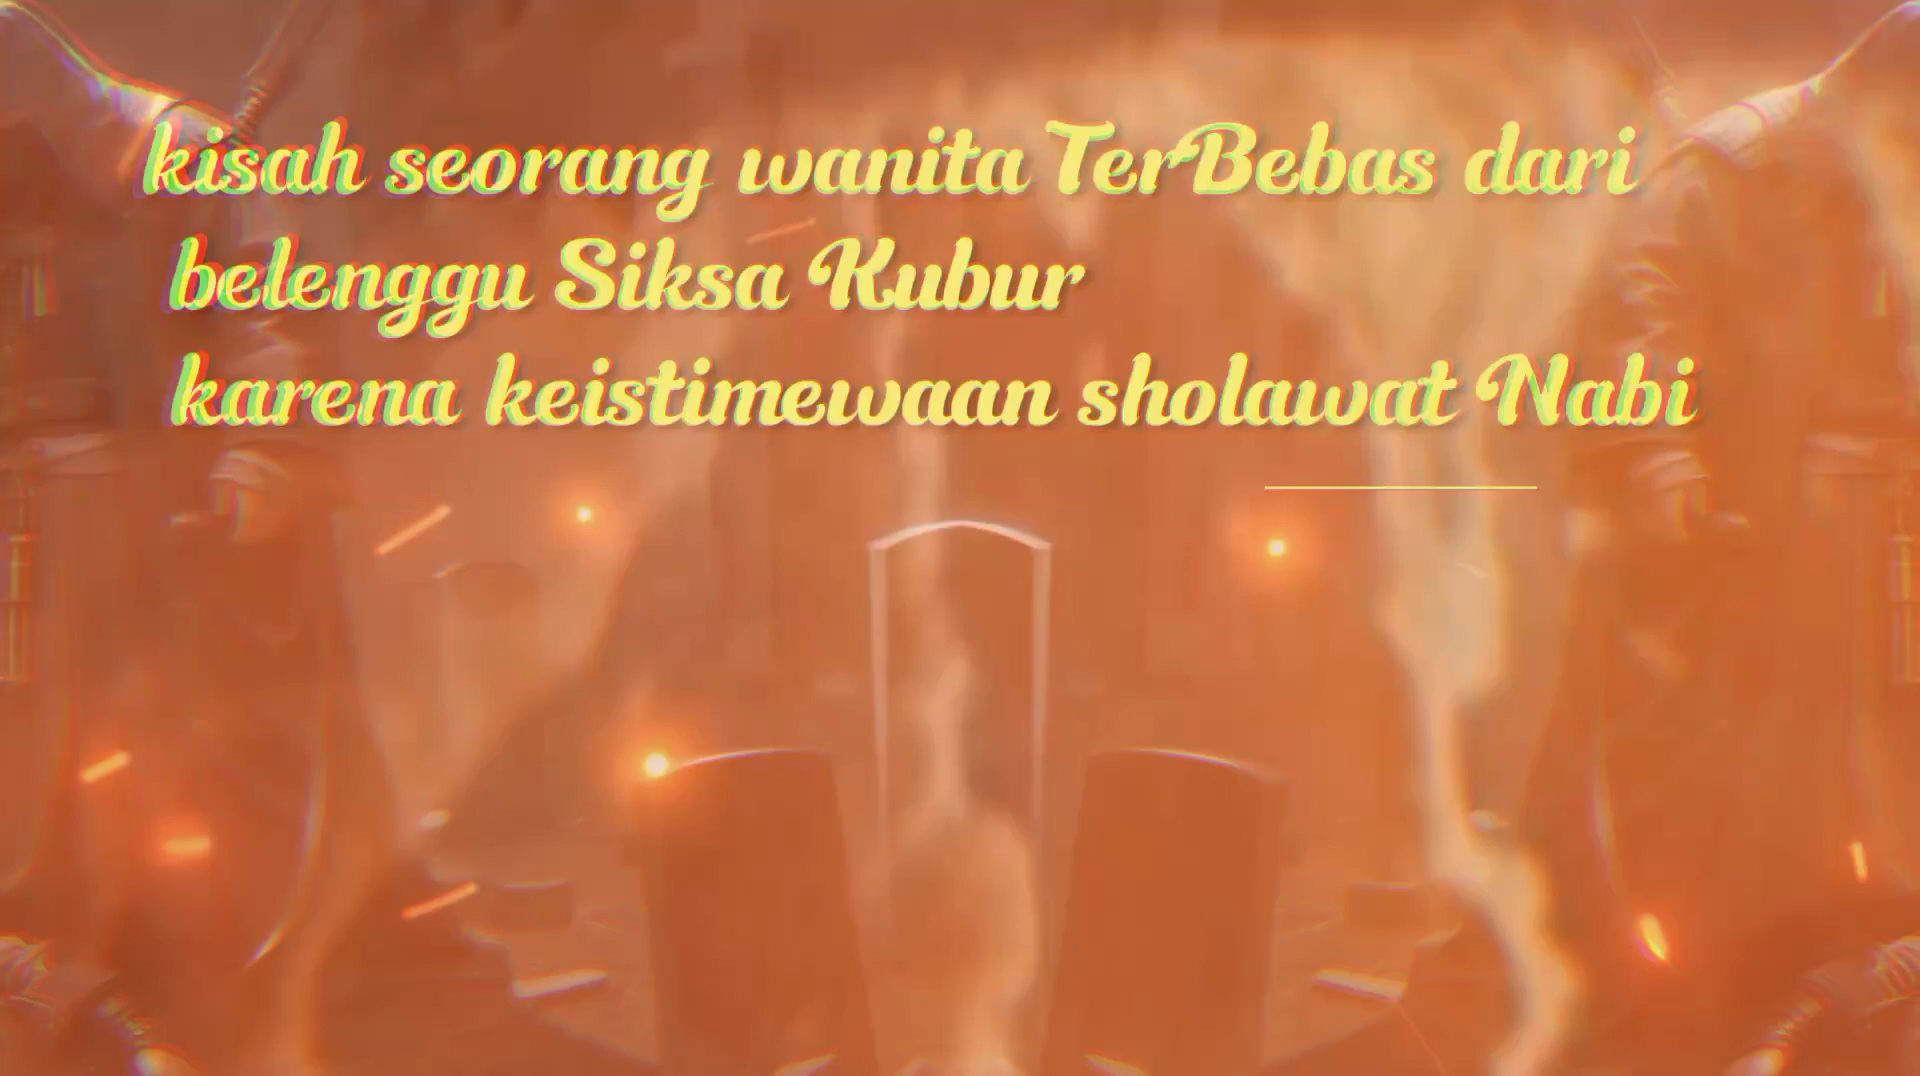 kisah seorang wanita TerBebas dari
belenggu Siksa Kubur
karena keistimewaan sholawat Nabi